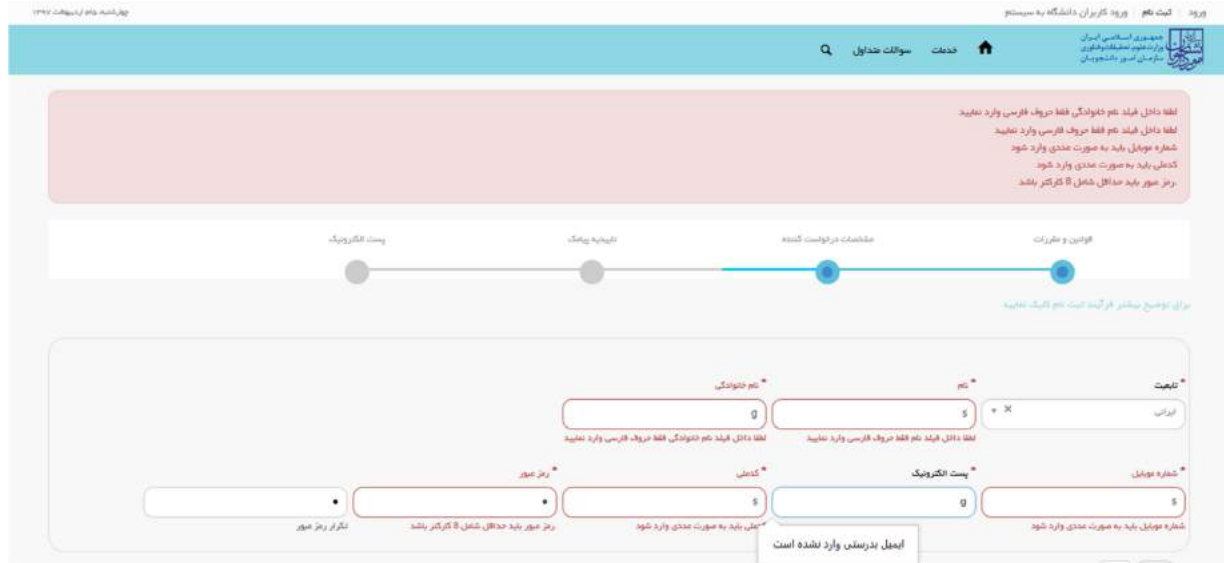 ورود | ثبت نام | ورود کاربران دانشگاه به سیستم
چهارشنبه, ۵ام اردیبهشت ۱۳۹۷
جمهوری اسلامی ایران
وزارت علوم، تحقیقات و فناوری
سازمان امور دانشجویان
خدمات
سوالات متداول
لطفا داخل فیلد نام خانوادگی فقط حروف فارسی وارد نمایید
لطفا داخل فیلد نام فقط حروف فارسی وارد نمایید
شماره موبایل باید به صورت عددی وارد شود
کدملی باید به صورت عددی وارد شود
رمز عبور باید حداقل شامل 8 کارکتر باشد.
قوانین و مقررات
مشخصات درخواست کننده
تاییدیه پیامک
پست الکترونیک
برای توضیح بیشتر فرآیند ثبت نام کلیک نمایید
* تابعیت
* نام
* نام خانوادگی
ایرانی
s
g
لطفا داخل فیلد نام فقط حروف فارسی وارد نمایید
لطفا داخل فیلد نام خانوادگی فقط حروف فارسی وارد نمایید
* شماره موبایل
* پست الکترونیک
* کدملی
* رمز عبور
s
g
s
شماره موبایل باید به صورت عددی وارد شود
ایمیل بدرستی وارد نشده است
کدملی باید به صورت عددی وارد شود
رمز عبور باید حداقل شامل 8 کارکتر باشد.
تکرار رمز عبور